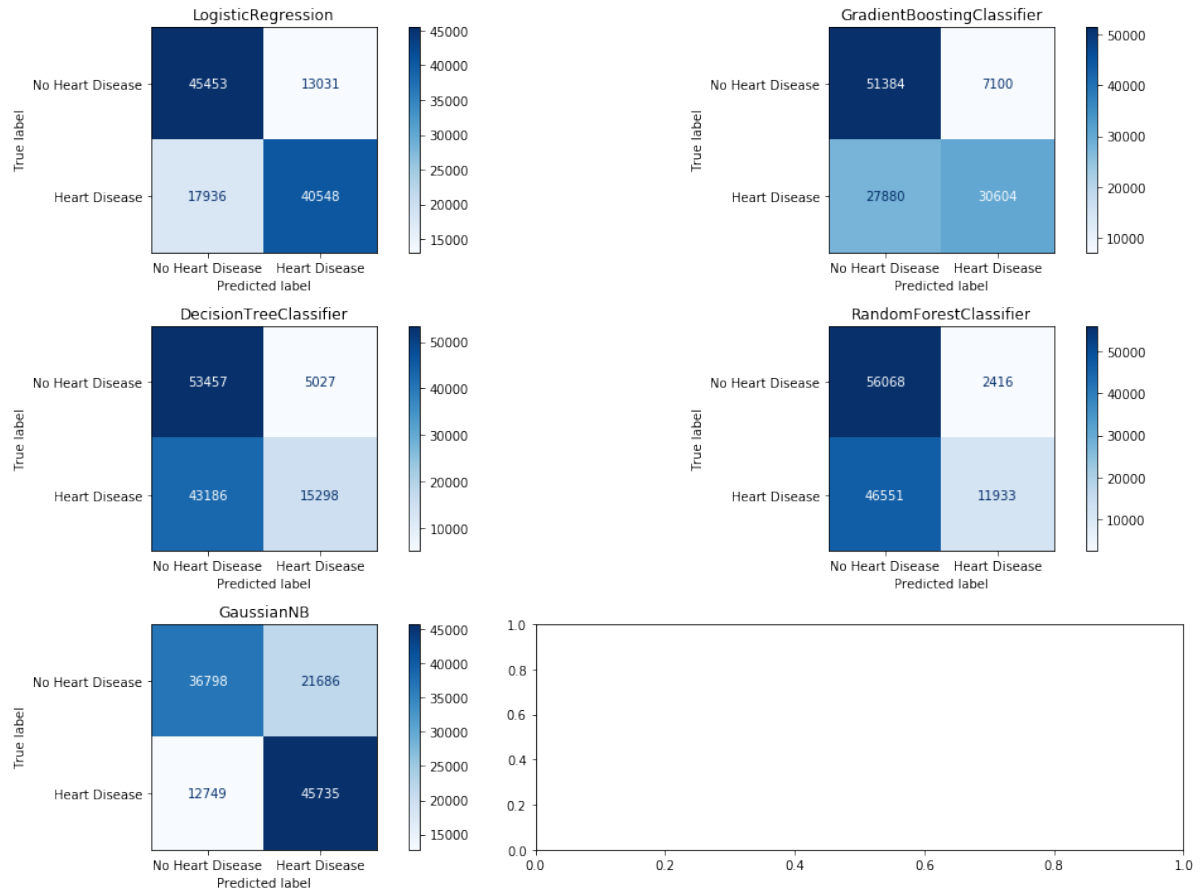 LogisticRegression
No Heart Disease
Heart Disease
True label
45453 13031
17936 40548
No Heart Disease Heart Disease
Predicted label
45000
40000
35000
30000
25000
20000
15000
GradientBoostingClassifier
No Heart Disease
Heart Disease
True label
51384 7100
27880 30604
No Heart Disease Heart Disease
Predicted label
50000
40000
30000
20000
10000
DecisionTreeClassifier
No Heart Disease
Heart Disease
True label
53457 5027
43186 15298
No Heart Disease Heart Disease
Predicted label
50000
40000
30000
20000
10000
RandomForestClassifier
No Heart Disease
Heart Disease
True label
56068 2416
46551 11933
No Heart Disease Heart Disease
Predicted label
50000
40000
30000
20000
10000
GaussianNB
No Heart Disease
Heart Disease
True label
36798 21686
12749 45735
No Heart Disease Heart Disease
Predicted label
45000
40000
35000
30000
25000
20000
15000
1.0
0.8
0.6
0.4
0.2
0.0
0.0 0.2 0.4 0.6 0.8 1.0